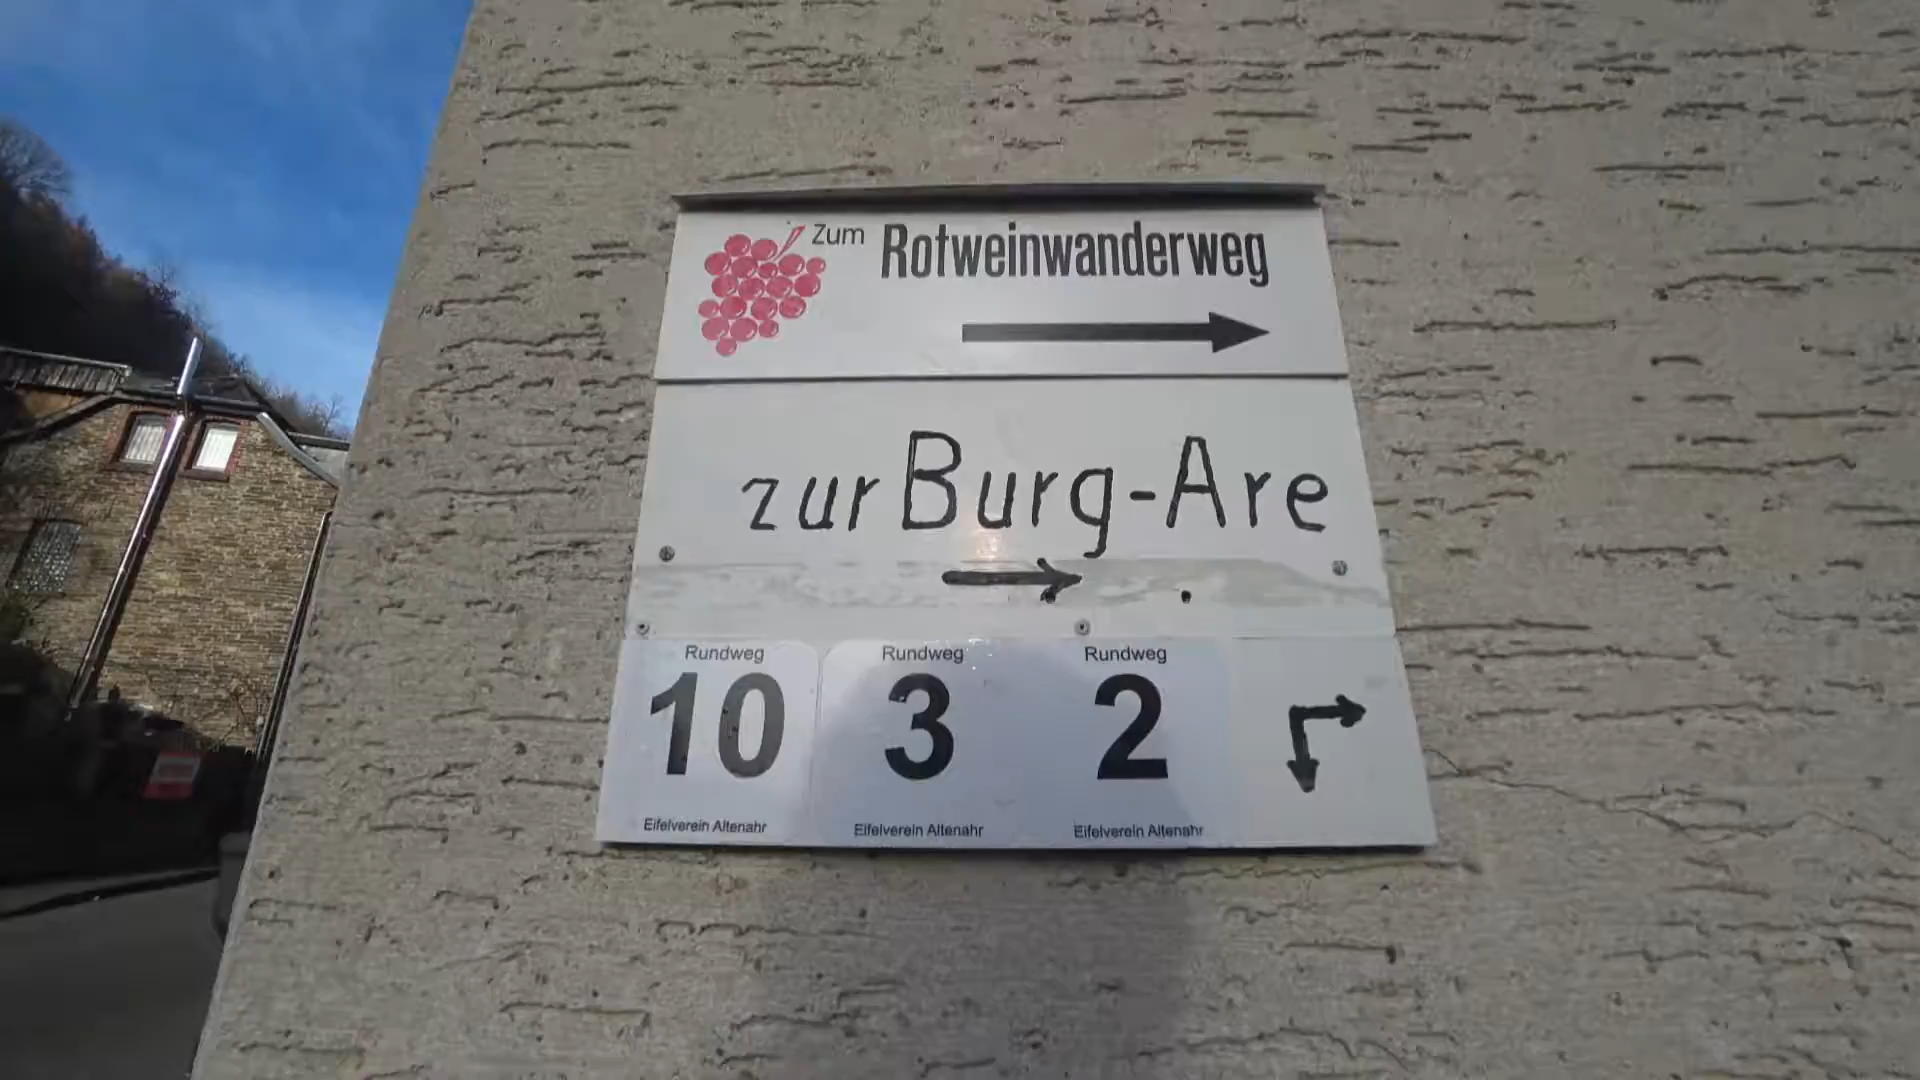 Zum Rotweinwanderweg
zur Burg-Are
Rundweg Rundweg Rundweg
10 3 2
Eifelverein Altenahr Eifelverein Altenahr Eifelverein Altenahr